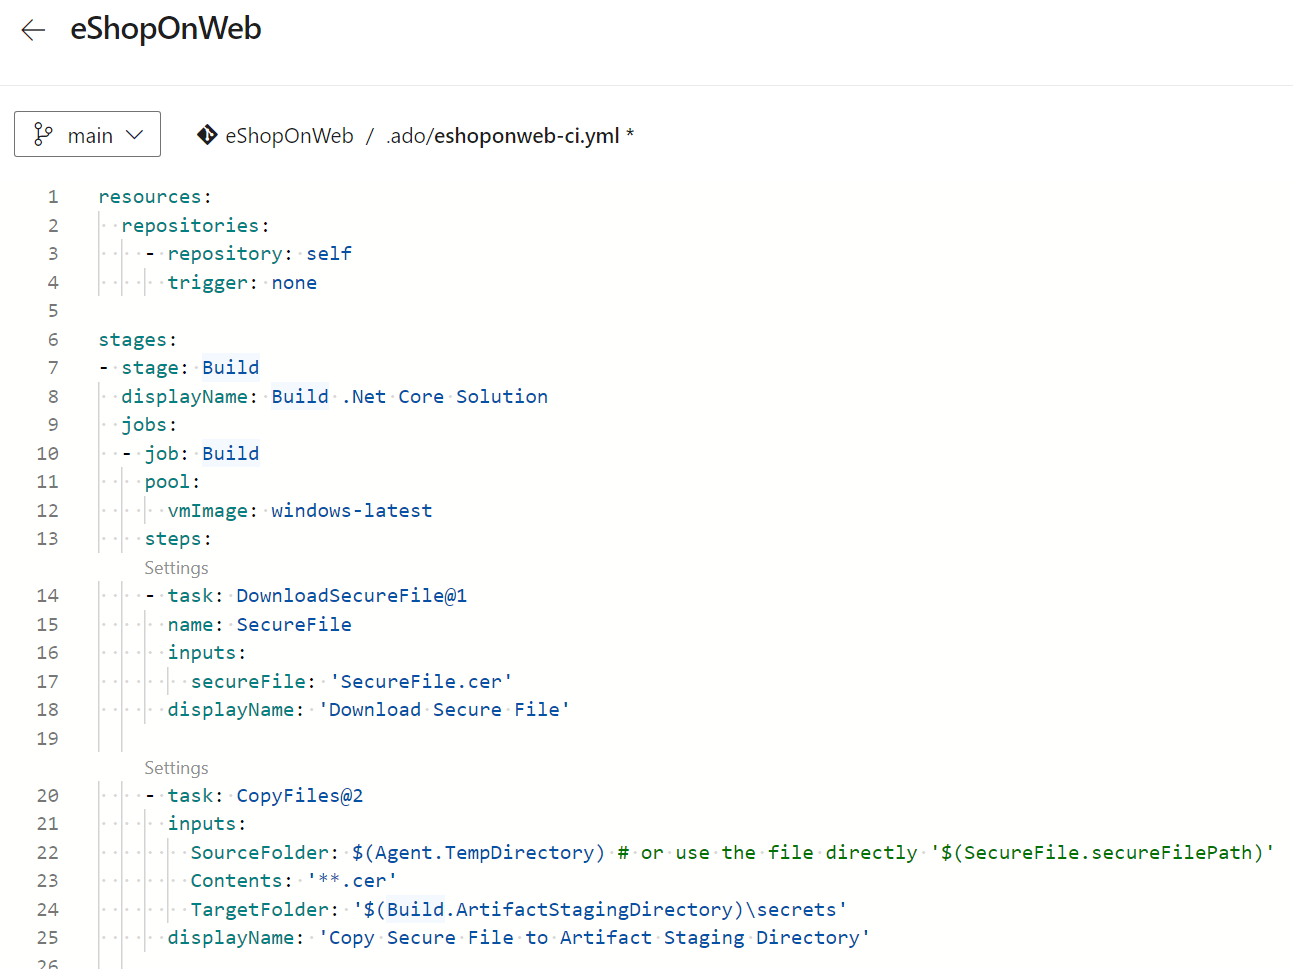 eShopOnWeb
main eShopOnWeb / .ado/eshoponweb-ci.yml *
1 resources:
2   repositories:
3     - repository: self
4       trigger: none
5
6 stages:
7 - stage: Build
8   displayName: Build .Net Core Solution
9   jobs:
10   - job: Build
11     pool:
12       vmImage: windows-latest
13     steps:
Settings
14     - task: DownloadSecureFile@1
15       name: SecureFile
16       inputs:
17         secureFile: 'SecureFile.cer'
18       displayName: 'Download Secure File'
19
Settings
20     - task: CopyFiles@2
21       inputs:
22         SourceFolder: $(Agent.TempDirectory) # or use the file directly '$(SecureFile.secureFilePath)'
23         Contents: '**.cer'
24         TargetFolder: '$(Build.ArtifactStagingDirectory)\secrets'
25       displayName: 'Copy Secure File to Artifact Staging Directory'
26